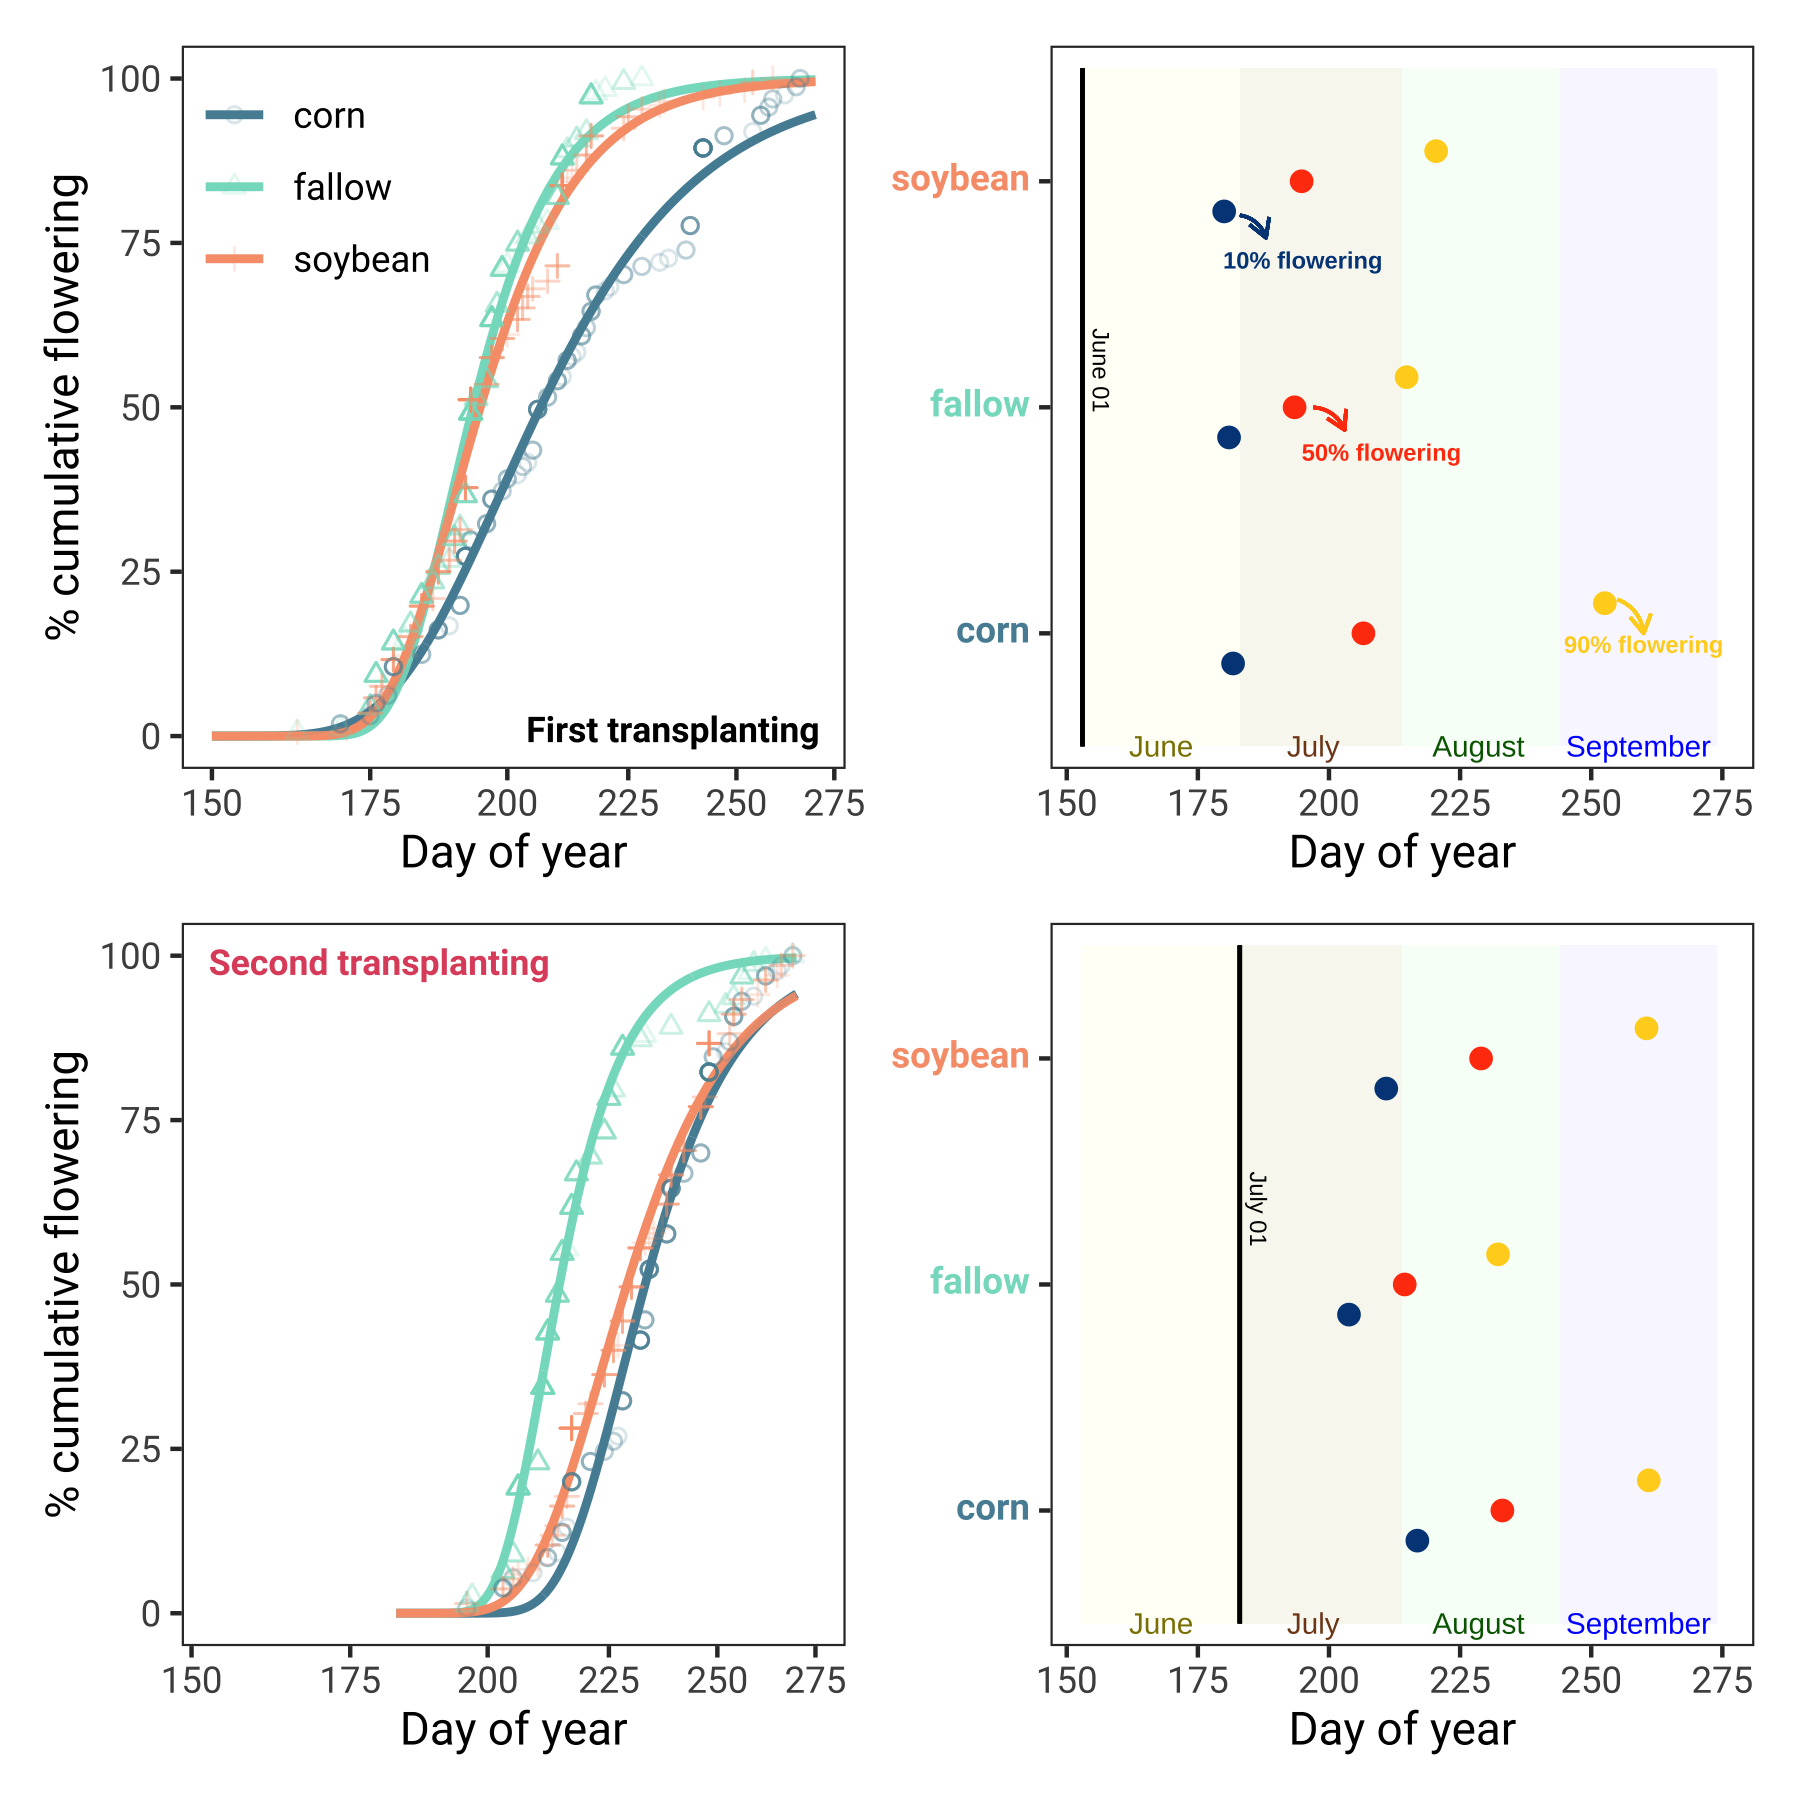 % cumulative flowering
100
75
50
25
0
corn
fallow
soybean
First transplanting
150 175 200 225 250 275
Day of year
soybean
fallow
corn
June 01
10% flowering
50% flowering
90% flowering
June July August September
150 175 200 225 250 275
Day of year
% cumulative flowering
100
75
50
25
0
Second transplanting
150 175 200 225 250 275
Day of year
soybean
fallow
corn
July 01
June July August September
150 175 200 225 250 275
Day of year